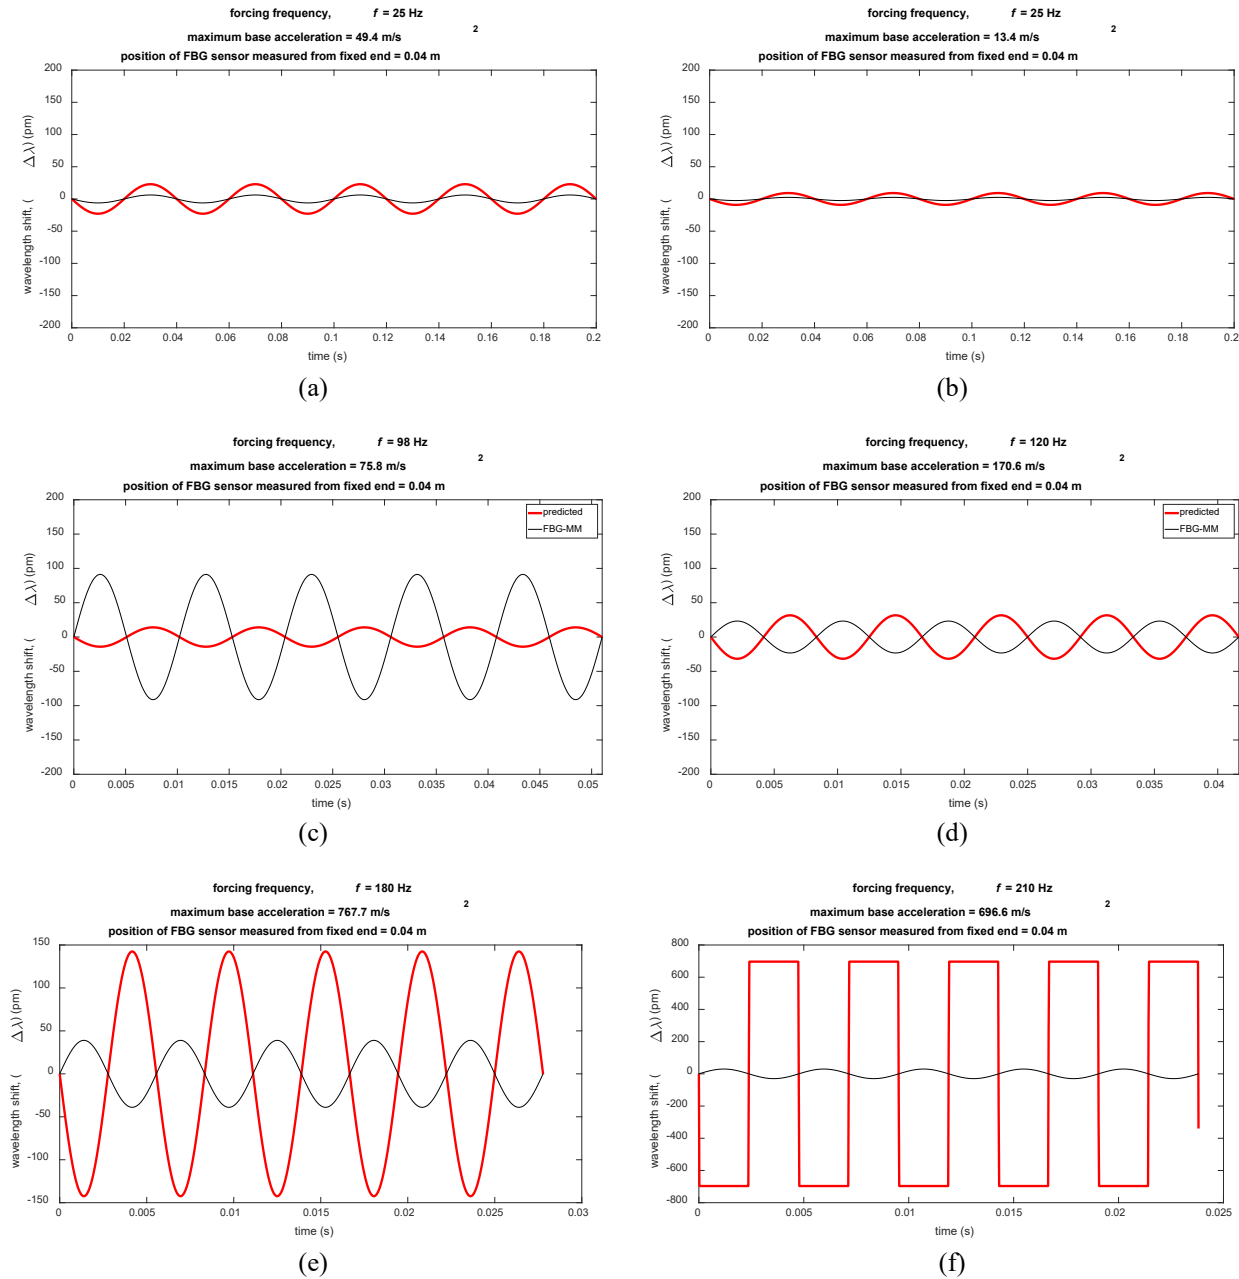 forcing frequency, f = 25 Hz
maximum base acceleration = 49.4 m/s 2
position of FBG sensor measured from fixed end = 0.04 m
200
150
100
50
0
-50
-100
-150
-200
wavelength shift, ( Δλ) (pm)
0 0.02 0.04 0.06 0.08 0.1 0.12 0.14 0.16 0.18 0.2
time (s)
(a)
forcing frequency, f = 25 Hz
maximum base acceleration = 13.4 m/s 2
position of FBG sensor measured from fixed end = 0.04 m
200
150
100
50
0
-50
-100
-150
-200
wavelength shift, ( Δλ) (pm)
0 0.02 0.04 0.06 0.08 0.1 0.12 0.14 0.16 0.18 0.2
time (s)
(b)
forcing frequency, f = 98 Hz
maximum base acceleration = 75.8 m/s 2
position of FBG sensor measured from fixed end = 0.04 m
200
150
100
50
0
-50
-100
-150
-200
wavelength shift, ( Δλ) (pm)
predicted
FBG-MM
0 0.005 0.01 0.015 0.02 0.025 0.03 0.035 0.04 0.045 0.05
time (s)
(c)
forcing frequency, f = 120 Hz
maximum base acceleration = 170.6 m/s 2
position of FBG sensor measured from fixed end = 0.04 m
200
150
100
50
0
-50
-100
-150
-200
wavelength shift, ( Δλ) (pm)
predicted
FBG-MM
0 0.005 0.01 0.015 0.02 0.025 0.03 0.035 0.04
time (s)
(d)
forcing frequency, f = 180 Hz
maximum base acceleration = 767.7 m/s 2
position of FBG sensor measured from fixed end = 0.04 m
150
100
50
0
-50
-100
-150
wavelength shift, ( Δλ) (pm)
0 0.005 0.01 0.015 0.02 0.025 0.03
time (s)
(e)
forcing frequency, f = 210 Hz
maximum base acceleration = 696.6 m/s 2
position of FBG sensor measured from fixed end = 0.04 m
800
600
400
200
0
-200
-400
-600
-800
wavelength shift, ( Δλ) (pm)
0 0.005 0.01 0.015 0.02 0.025
time (s)
(f)